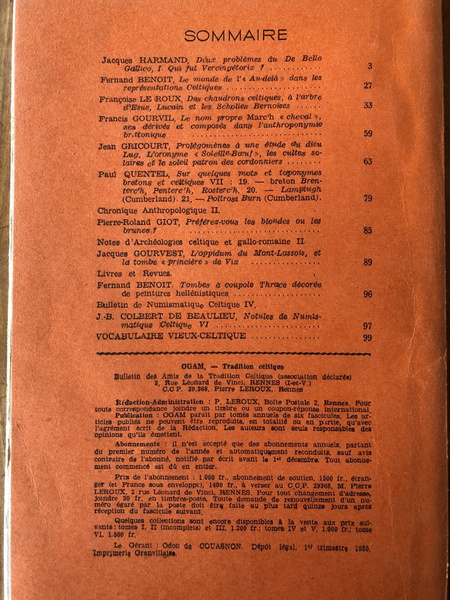 SOMMAIRE
Jacques HARMAND, Deux problèmes du De Bello
Gallico, I. Qui fut Vercingétorix ? . . . . . . . . . . . . 3
Fernand BENOIT, Le monde de l'« Au-delà » dans les
représentations Celtiques . . . . . . . . . . . . . . . . 27
Françoise LE ROUX, Des chaudrons celtiques, à l'arbre
d'Esus, Lucain et les Scholies Bernoises . . . . . . . . 33
Francis GOURVIL, Le nom propre Marc'h « cheval »,
ses dérivés et composés dans l'anthroponymie
brittonique . . . . . . . . . . . . . . . . . . . . . . . . 59
Jean GRICOURT, Prolégomènes à une étude du dieu
Lug, L'oronyme « Soleille-Bœuf », les cultes so-
laires et le soleil patron des cordonniers . . . . . . . . 63
Paul QUENTEL, Sur quelques mots et toponymes
bretons et celtiques VII : 19. — breton Bren-
terc'h, Penterc'h, Rosterc'h, 20. — Lamplugh
(Cumberland). 21. — Poltross Burn (Cumberland). 79
Chronique Anthropologique II.
Pierre-Roland GIOT, Préférez-vous les blondes ou les
brunes ? . . . . . . . . . . . . . . . . . . . . . . . . . . 85
Notes d'Archéologies celtique et gallo-romaine II.
Jacques GOURVEST, L'oppidum du Mont-Lassois, et
la tombe « princière » de Vix . . . . . . . . . . . . . . 89
Livres et Revues.
Fernand BENOIT, Tombes à coupole Thrace décorée
de peintures hellénistiques . . . . . . . . . . . . . . . 96
Bulletin de Numismatique Celtique IV.
J.-B. COLBERT DE BEAULIEU, Notules de Numis-
matique Celtique VI . . . . . . . . . . . . . . . . . . . 97
VOCABULAIRE VIEUX-CELTIQUE . . . . . . . . . . . . 99
OGAM, — Tradition celtique
Bulletin des Amis de la Tradition Celtique (association déclarée)
2, Rue Léonard de Vinci, RENNES (I-et-V.)
C.C.P. 29.368, Pierre LEROUX, Rennes
Rédaction-Administration : P. LEROUX, Boîte Postale 2, Rennes. Pour
toute correspondance joindre un timbre ou un coupon-réponse international.
Publication : OGAM paraît par tomes annuels de six fascicules. Les ar-
ticles publiés ne peuvent être reproduits, en totalité ou en partie, qu'avec
l'agrément écrit de la Rédaction. Les auteurs sont seuls responsables des
opinions qu'ils émettent.
Abonnements : il n'est accepté que des abonnements annuels, partant
du premier numéro de l'année et automatiquement reconduits, sauf avis
contraire de l'abonné, notifié par écrit avant le 1er décembre. Tout abonne-
ment commencé est dû en entier.
Prix de l'abonnement : 1.000 fr., abonnement de soutien, 1500 fr., étran-
ger (et France sous enveloppe), 1400 fr., à verser au C.C.P. 29368, M. Pierre
LEROUX, 2 rue Léonard de Vinci, RENNES. Pour tout changement d'adresse,
joindre 30 fr. en timbres-poste. Toute demande de renouvellement d'un nu-
méro égaré par la poste doit être faite au plus tard quinze jours après
réception du fascicule suivant.
Quelques collections sont encore disponibles à la vente aux prix sui-
vants : tomes I, II (incomplets) et III, 1.200 fr. ; tomes IV et V, 1.000 fr. ; tome
VI, 1.500 fr.
Le Gérant : Odon de COUASNON. Dépôt légal, 1er trimestre 1955.
Imprimerie Granvillaise.